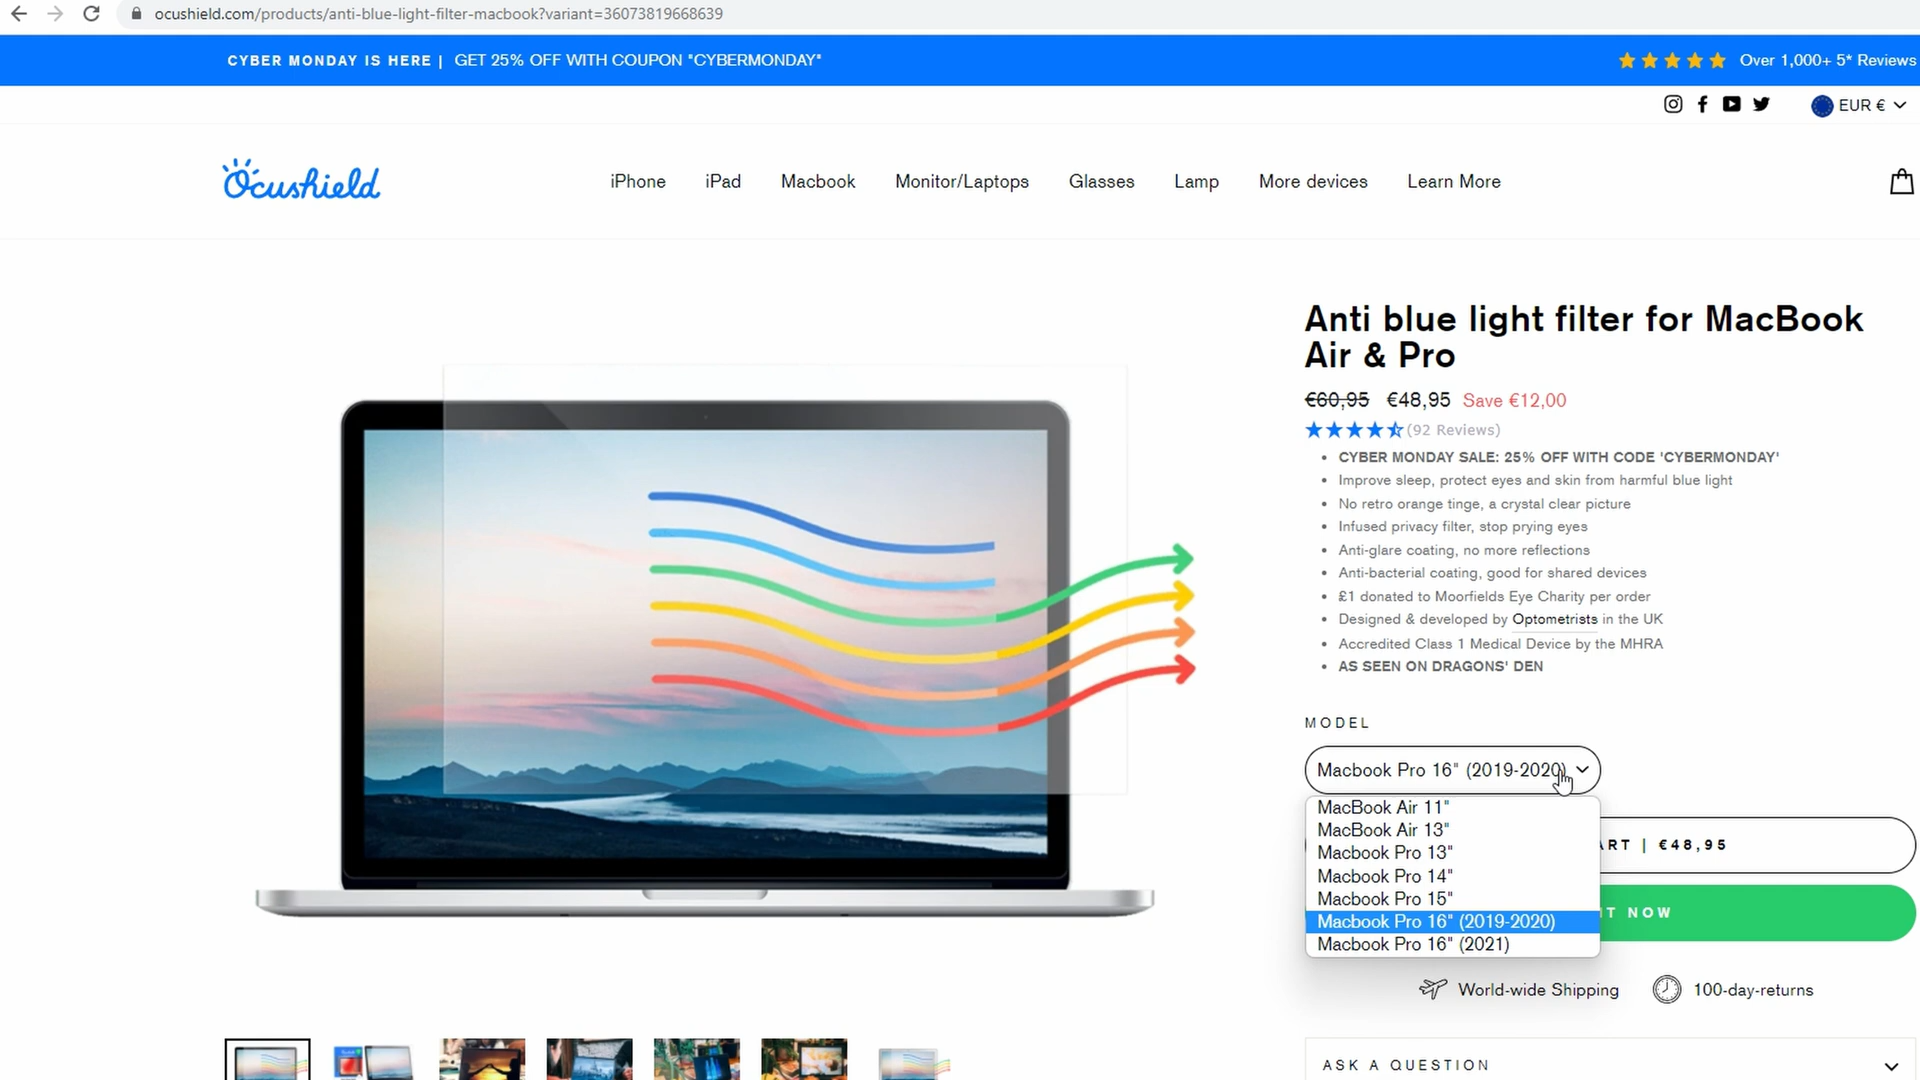 ocushield.com/products/anti-blue-light-filter-macbook?variant=36073819668639
CYBER MONDAY IS HERE | GET 25% OFF WITH COUPON "CYBERMONDAY"
Over 1,000+ 5* Reviews
EUR €
Ocushield
iPhone iPad Macbook Monitor/Laptops Glasses Lamp More devices Learn More
Anti blue light filter for MacBook
Air & Pro
€60,95 €48,95 Save €12,00
(92 Reviews)
CYBER MONDAY SALE: 25% OFF WITH CODE 'CYBERMONDAY'
Improve sleep, protect eyes and skin from harmful blue light
No retro orange tinge, a crystal clear picture
Infused privacy filter, stop prying eyes
Anti-glare coating, no more reflections
Anti-bacterial coating, good for shared devices
£1 donated to Moorfields Eye Charity per order
Designed & developed by Optometrists in the UK
Accredited Class 1 Medical Device by the MHRA
AS SEEN ON DRAGONS' DEN
MODEL
Macbook Pro 16" (2019-2020)
MacBook Air 11"
MacBook Air 13"
Macbook Pro 13"
Macbook Pro 14"
Macbook Pro 15"
Macbook Pro 16" (2019-2020)
Macbook Pro 16" (2021)
ART | €48,95
IT NOW
World-wide Shipping
100-day-returns
ASK A QUESTION